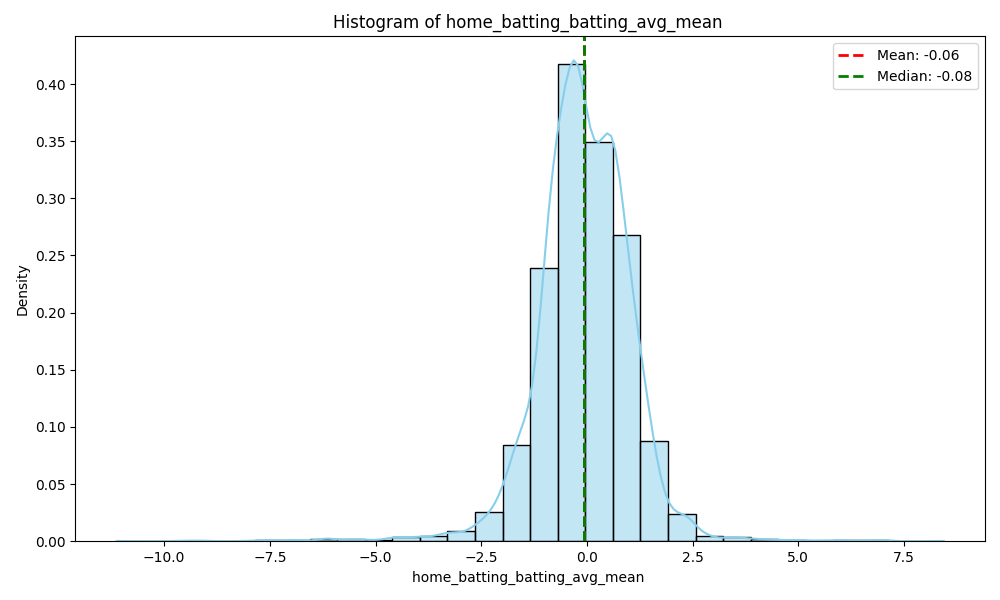 Histogram of home_batting_batting_avg_mean
Mean: -0.06
Median: -0.08
0.40
0.35
0.30
0.25
0.20
0.15
0.10
0.05
0.00
Density
−10.0 −7.5 −5.0 −2.5 0.0 2.5 5.0 7.5
home_batting_batting_avg_mean